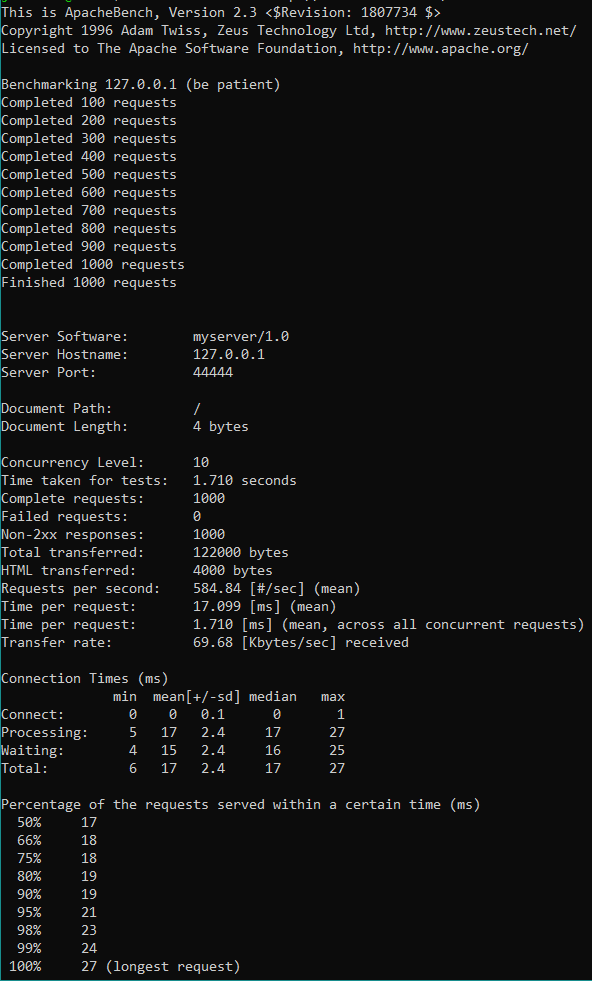 This is ApacheBench, Version 2.3 <$Revision: 1807734 $>
Copyright 1996 Adam Twiss, Zeus Technology Ltd, http://www.zeustech.net/
Licensed to The Apache Software Foundation, http://www.apache.org/
Benchmarking 127.0.0.1 (be patient)
Completed 100 requests
Completed 200 requests
Completed 300 requests
Completed 400 requests
Completed 500 requests
Completed 600 requests
Completed 700 requests
Completed 800 requests
Completed 900 requests
Completed 1000 requests
Finished 1000 requests
Server Software:        myserver/1.0
Server Hostname:        127.0.0.1
Server Port:            44444
Document Path:          /
Document Length:        4 bytes
Concurrency Level:      10
Time taken for tests:   1.710 seconds
Complete requests:      1000
Failed requests:        0
Non-2xx responses:      1000
Total transferred:      122000 bytes
HTML transferred:       4000 bytes
Requests per second:    584.84 [#/sec] (mean)
Time per request:       17.099 [ms] (mean)
Time per request:       1.710 [ms] (mean, across all concurrent requests)
Transfer rate:          69.68 [Kbytes/sec] received
Connection Times (ms)
              min  mean[+/-sd] median   max
Connect:        0    0   0.1      0       1
Processing:     5   17   2.4     17      27
Waiting:        4   15   2.4     16      25
Total:          6   17   2.4     17      27
Percentage of the requests served within a certain time (ms)
  50%     17
  66%     18
  75%     18
  80%     19
  90%     19
  95%     21
  98%     23
  99%     24
 100%     27 (longest request)